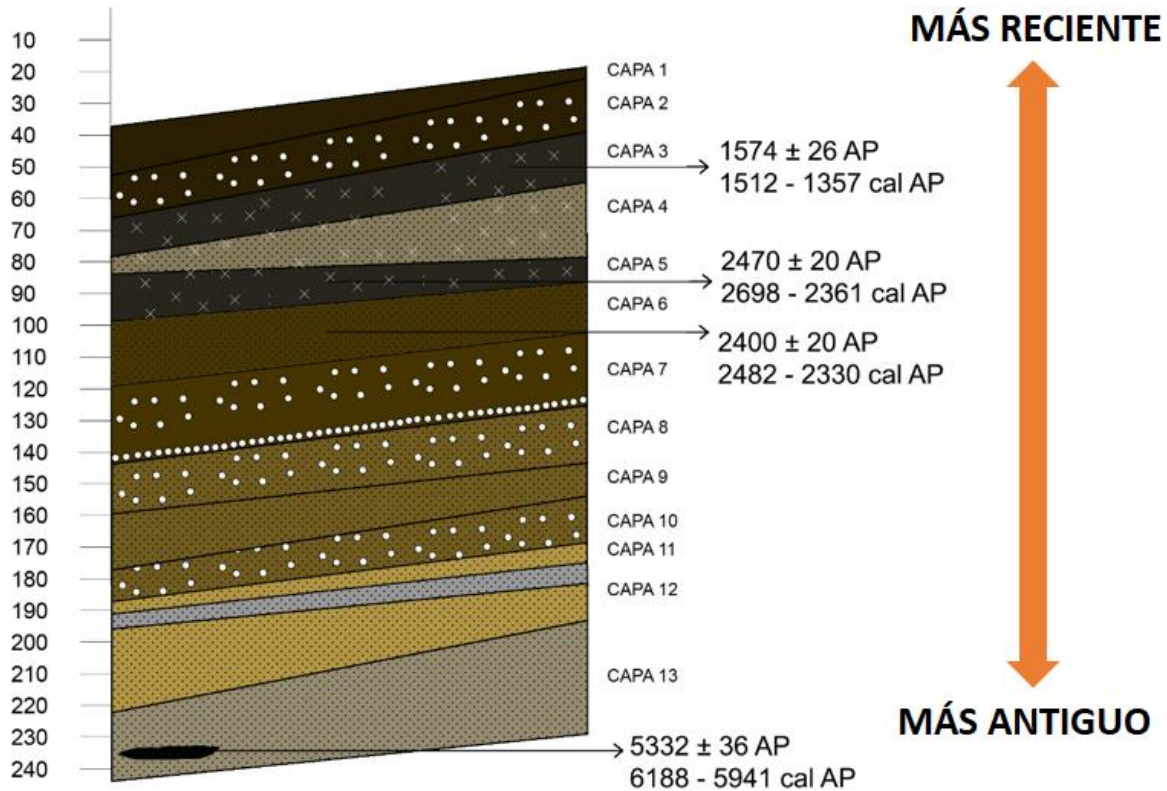 MÁS RECIENTE
10
20
30
40
50
60
70
80
90
100
110
120
130
140
150
160
170
180
190
200
210
220
230
240
CAPA 1
CAPA 2
CAPA 3
CAPA 4
CAPA 5
CAPA 6
CAPA 7
CAPA 8
CAPA 9
CAPA 10
CAPA 11
CAPA 12
CAPA 13
1574 ± 26 AP
1512 - 1357 cal AP
2470 ± 20 AP
2698 - 2361 cal AP
2400 ± 20 AP
2482 - 2330 cal AP
5332 ± 36 AP
6188 - 5941 cal AP
MÁS ANTIGUO